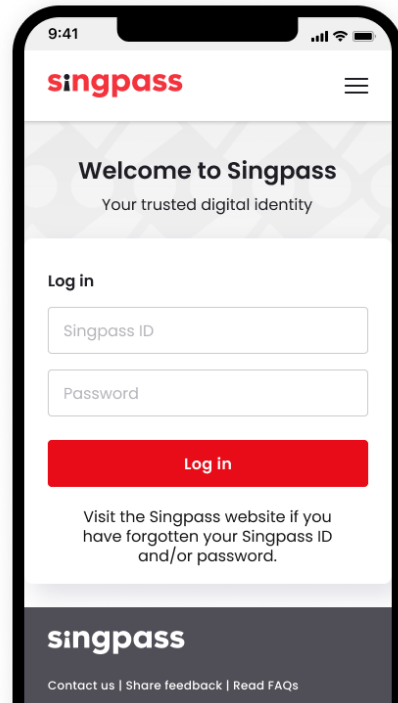 9:41
singpass
Welcome to Singpass
Your trusted digital identity
Log in
Singpass ID
Password
Log in
Visit the Singpass website if you
have forgotten your Singpass ID
and/or password.
singpass
Contact us | Share feedback | Read FAQs